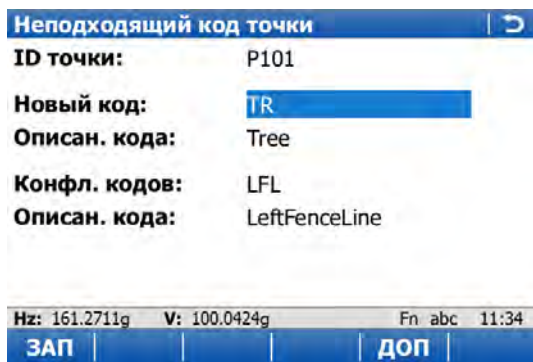 Неподходящий код точки
ID точки: P101
Новый код: TR
Описан. кода: Tree
Конфл. кодов: LFL
Описан. кода: LeftFenceLine
Hz: 161.2711g V: 100.0424g Fn abc 11:34
ЗАП ДОП